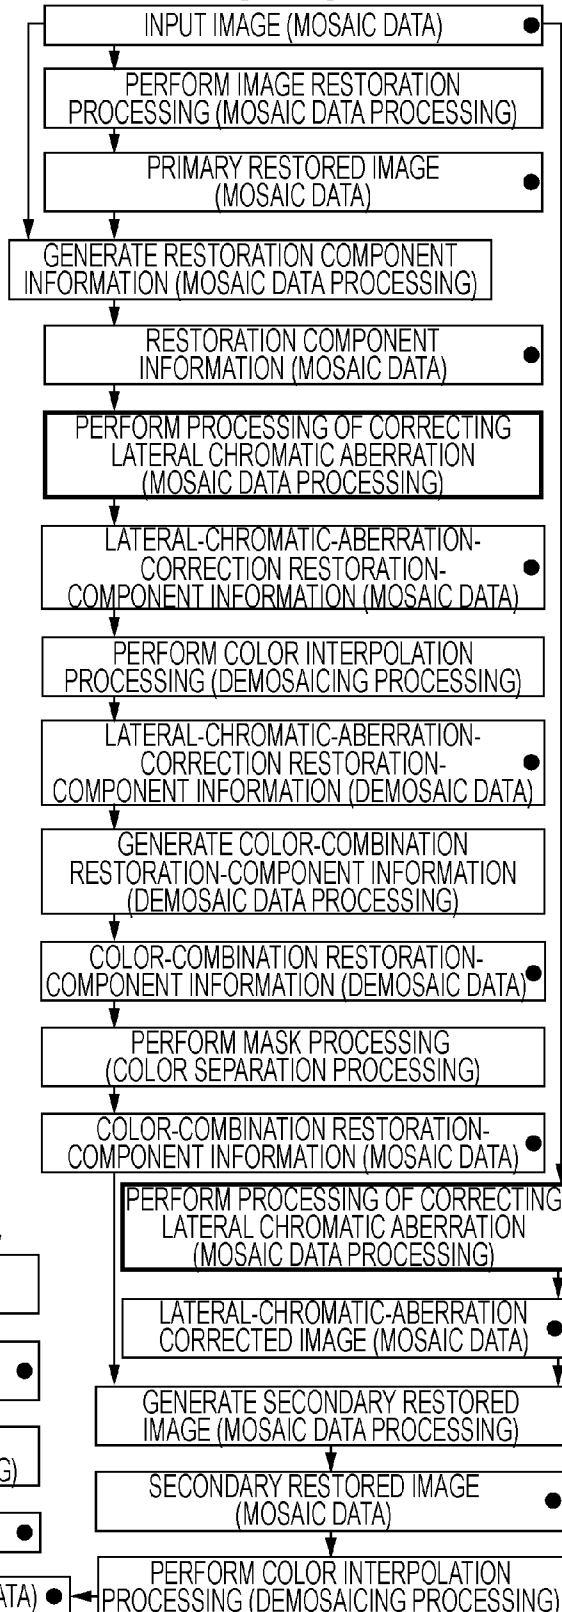 INPUT IMAGE (MOSAIC DATA)
PERFORM IMAGE RESTORATION
PROCESSING (MOSAIC DATA PROCESSING)
PRIMARY RESTORED IMAGE
(MOSAIC DATA)
GENERATE RESTORATION COMPONENT
INFORMATION (MOSAIC DATA PROCESSING)
RESTORATION COMPONENT
INFORMATION (MOSAIC DATA)
PERFORM PROCESSING OF CORRECTING
LATERAL CHROMATIC ABERRATION
(MOSAIC DATA PROCESSING)
LATERAL-CHROMATIC-ABERRATION-
CORRECTION RESTORATION-
COMPONENT INFORMATION (MOSAIC DATA)
PERFORM COLOR INTERPOLATION
PROCESSING (DEMOSAICING PROCESSING)
LATERAL-CHROMATIC-ABERRATION-
CORRECTION RESTORATION-
COMPONENT INFORMATION (DEMOSAIC DATA)
GENERATE COLOR-COMBINATION
RESTORATION-COMPONENT INFORMATION
(DEMOSAIC DATA PROCESSING)
COLOR-COMBINATION RESTORATION-
COMPONENT INFORMATION (DEMOSAIC DATA)
PERFORM MASK PROCESSING
(COLOR SEPARATION PROCESSING)
COLOR-COMBINATION RESTORATION-
COMPONENT INFORMATION (MOSAIC DATA)
PERFORM PROCESSING OF CORRECTING
LATERAL CHROMATIC ABERRATION
(MOSAIC DATA PROCESSING)
LATERAL-CHROMATIC-ABERRATION
CORRECTED IMAGE (MOSAIC DATA)
GENERATE SECONDARY RESTORED
IMAGE (MOSAIC DATA PROCESSING)
G)
SECONDARY RESTORED IMAGE
(MOSAIC DATA)
PERFORM COLOR INTERPOLATION
PROCESSING (DEMOSAICING PROCESSING)
ATA)